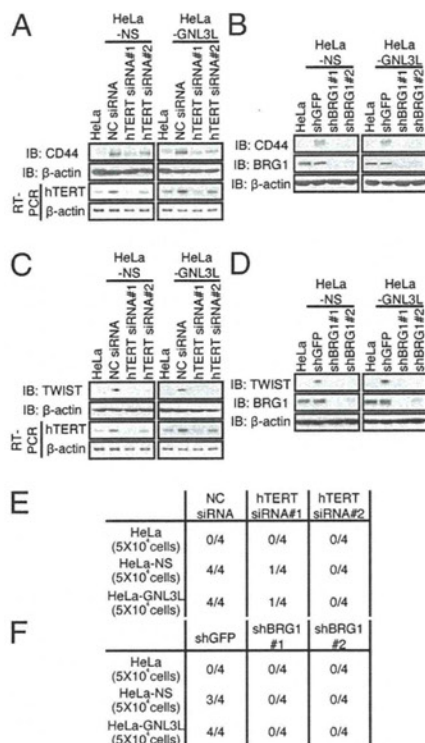 A
HeLa -NS
HeLa -GNL3L
HeLa
NC siRNA
hTERT siRNA#1
hTERT siRNA#2
NC siRNA
hTERT siRNA#1
hTERT siRNA#2
IB: CD44
IB: β-actin
RT-PCR
hTERT
β-actin
B
HeLa -NS
HeLa -GNL3L
HeLa
shGFP
shBRG1#1
shBRG1#2
HeLa
shGFP
shBRG1#1
shBRG1#2
IB: CD44
IB: BRG1
IB: β-actin
C
HeLa -NS
HeLa -GNL3L
HeLa
NC siRNA
hTERT siRNA#1
hTERT siRNA#2
HeLa
NC siRNA
hTERT siRNA#1
hTERT siRNA#2
IB: TWIST
IB: β-actin
RT-PCR
hTERT
β-actin
D
HeLa -NS
HeLa -GNL3L
HeLa
shGFP
shBRG1#1
shBRG1#2
HeLa
shGFP
shBRG1#1
shBRG1#2
IB: TWIST
IB: BRG1
IB: β-actin
E
NC siRNA
hTERT siRNA#1
hTERT siRNA#2
HeLa
(5X10⁴cells) 0/4 0/4 0/4
HeLa-NS
(5X10⁴cells) 4/4 1/4 0/4
HeLa-GNL3L
(5X10⁴cells) 4/4 1/4 0/4
F
shGFP
shBRG1 #1
shBRG1 #2
HeLa
(5X10⁴cells) 0/4 0/4 0/4
HeLa-NS
(5X10⁴cells) 3/4 0/4 0/4
HeLa-GNL3L
(5X10⁴cells) 4/4 0/4 0/4